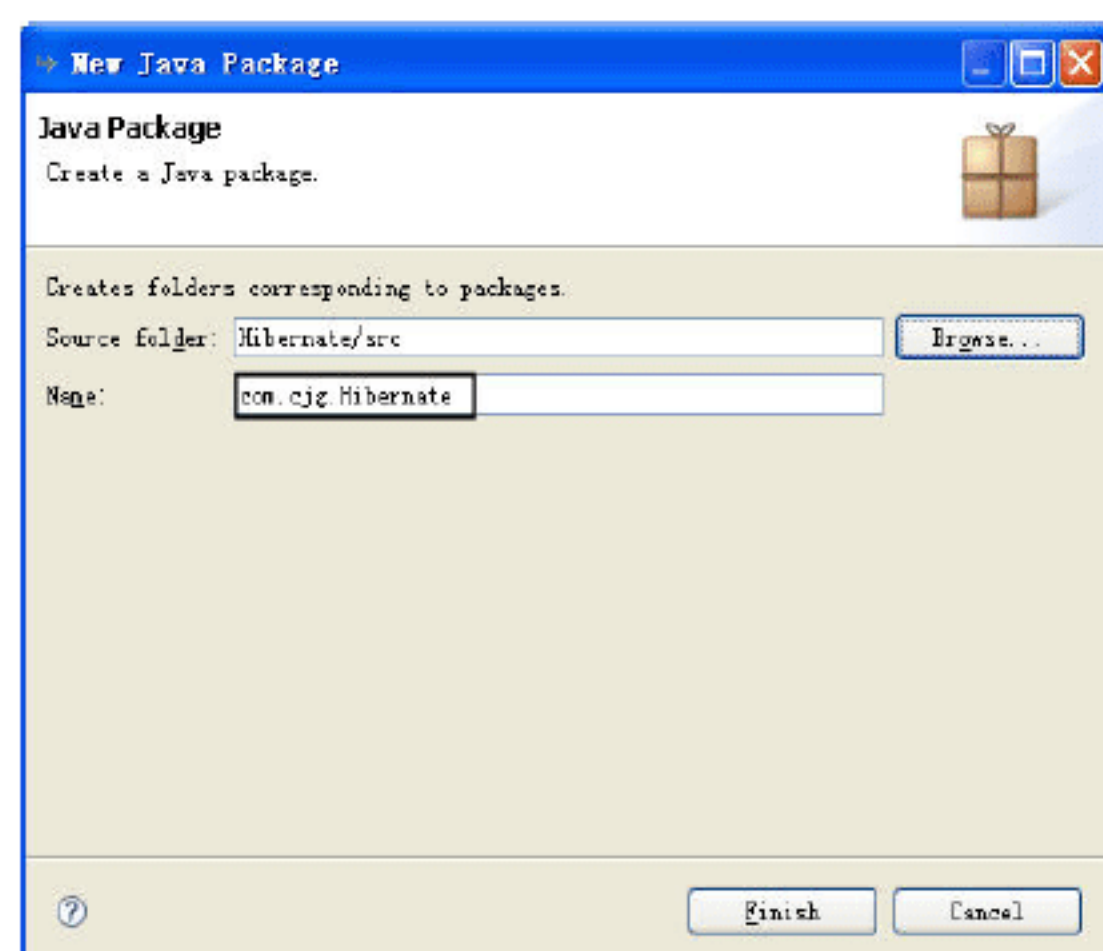 New Java Package
Java Package
Create a Java package.
Creates folders corresponding to packages.
Source folder: Hibernate/src Browse...
Name: com.cjg.Hibernate
? Finish Cancel